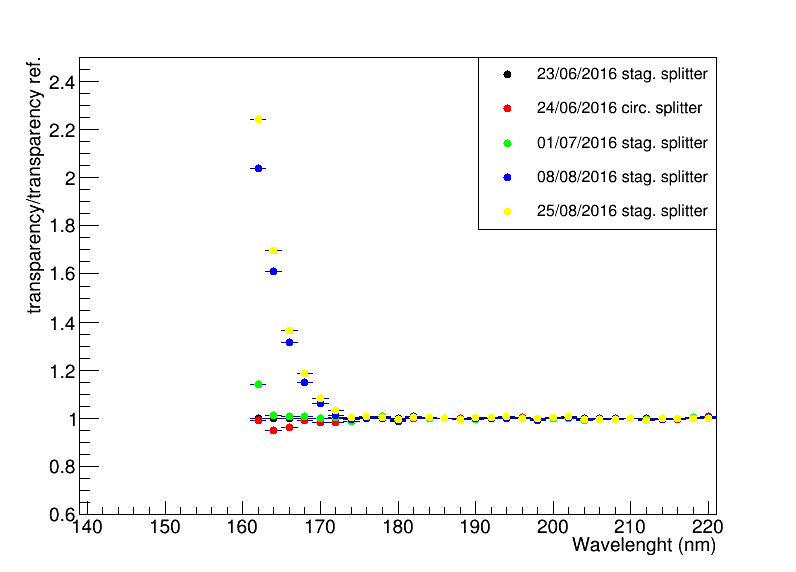 transparency/transparency ref.
2.4
2.2
2
1.8
1.6
1.4
1.2
1
0.8
0.6
23/06/2016 stag. splitter
24/06/2016 circ. splitter
01/07/2016 stag. splitter
08/08/2016 stag. splitter
25/08/2016 stag. splitter
140 150 160 170 180 190 200 210 220
Wavelenght (nm)